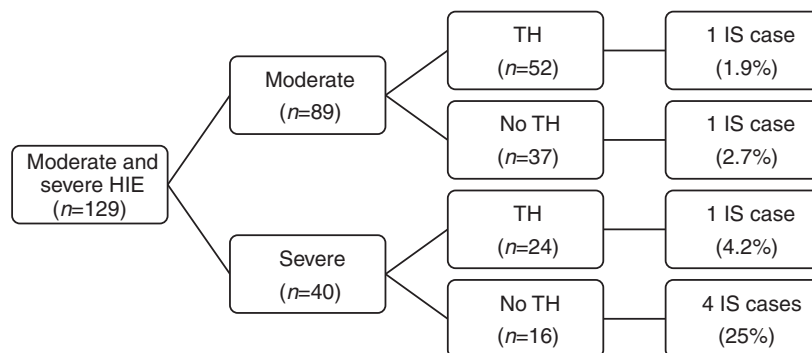 Moderate and
severe HIE
(n=129)
Moderate
(n=89)
TH
(n=52)
1 IS case
(1.9%)
No TH
(n=37)
1 IS case
(2.7%)
Severe
(n=40)
TH
(n=24)
1 IS case
(4.2%)
No TH
(n=16)
4 IS cases
(25%)